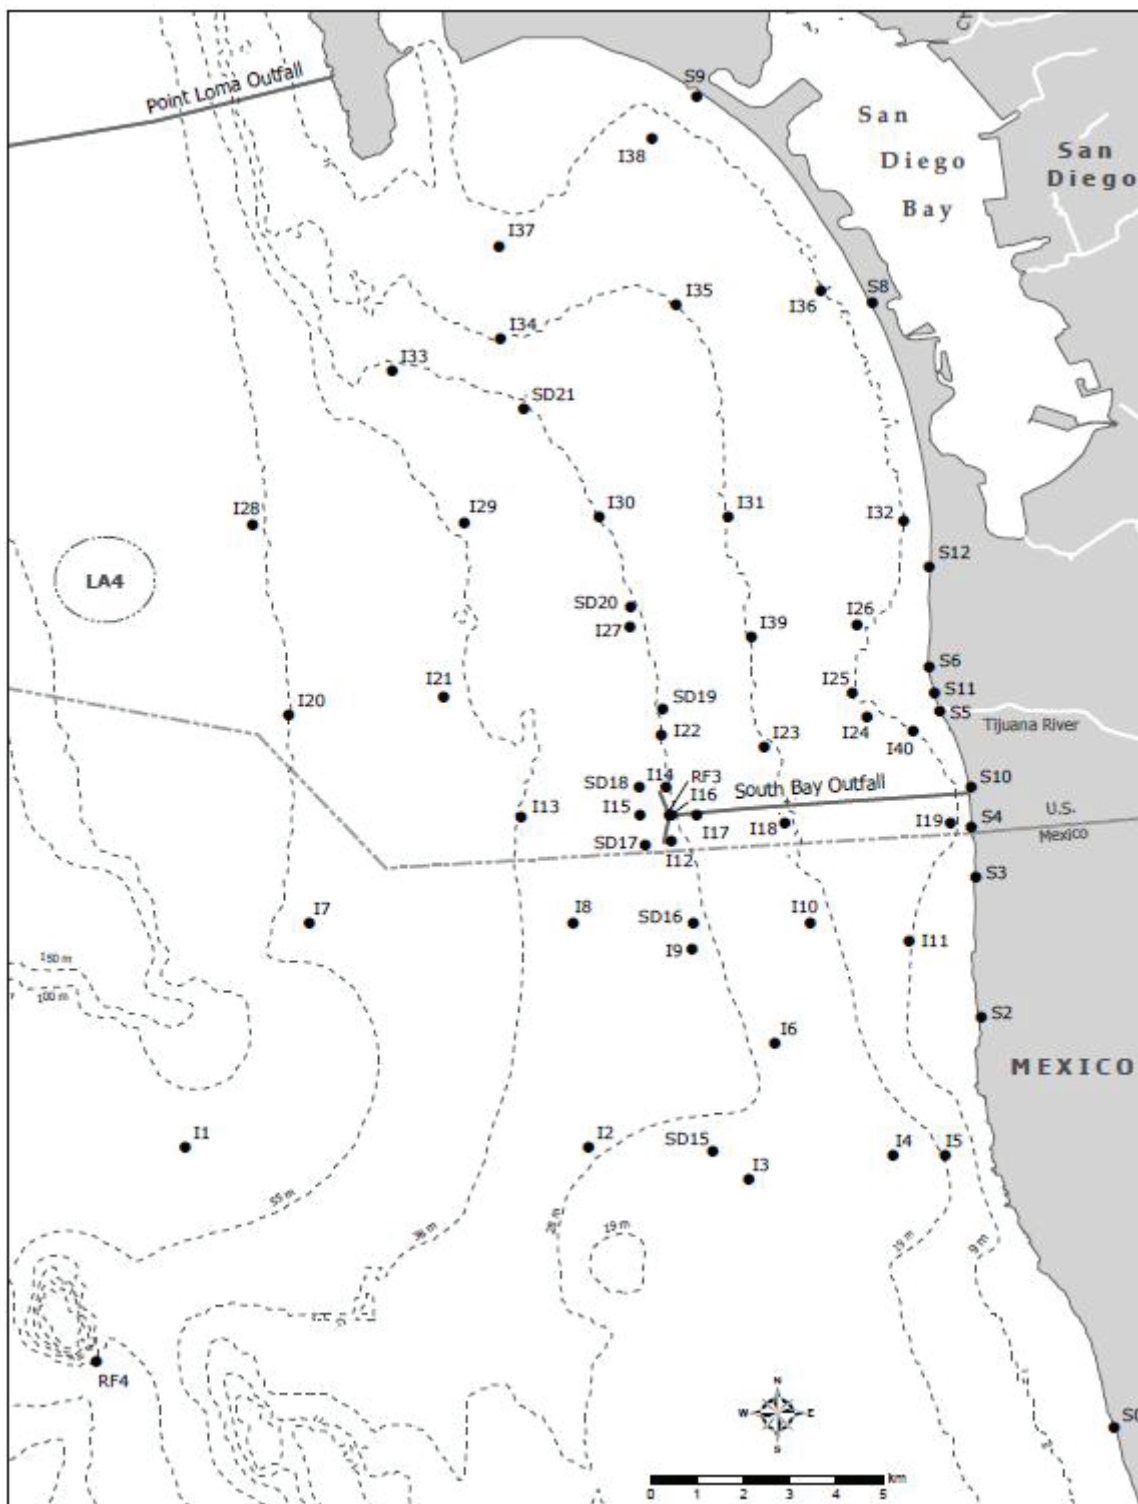 Point Loma Outfall
S9
San
Diego
Bay
San
Diego
I38
I37
I35
I36
S8
I34
I33
SD21
I28
I29
I30
I31
I32
S12
LA4
SD20
I27
I39
I26
S6
I21
I20
SD19
I25
S11
S5
Tijuana River
I22
I23
I24
I40
SD18
I14
RF3
I16
South Bay Outfall
S10
I13
I15
I17
I18
I19
S4
U.S.
Mexico
SD17
I12
S3
I7
I8
SD16
I10
I9
I11
150 m
100 m
S2
I6
MEXICO
I1
I2
SD15
I3
I4
I5
55 m
38 m
28 m
19 m
19 m
9 m
RF4
N
W
E
S
km
0 1 2 3 4 5